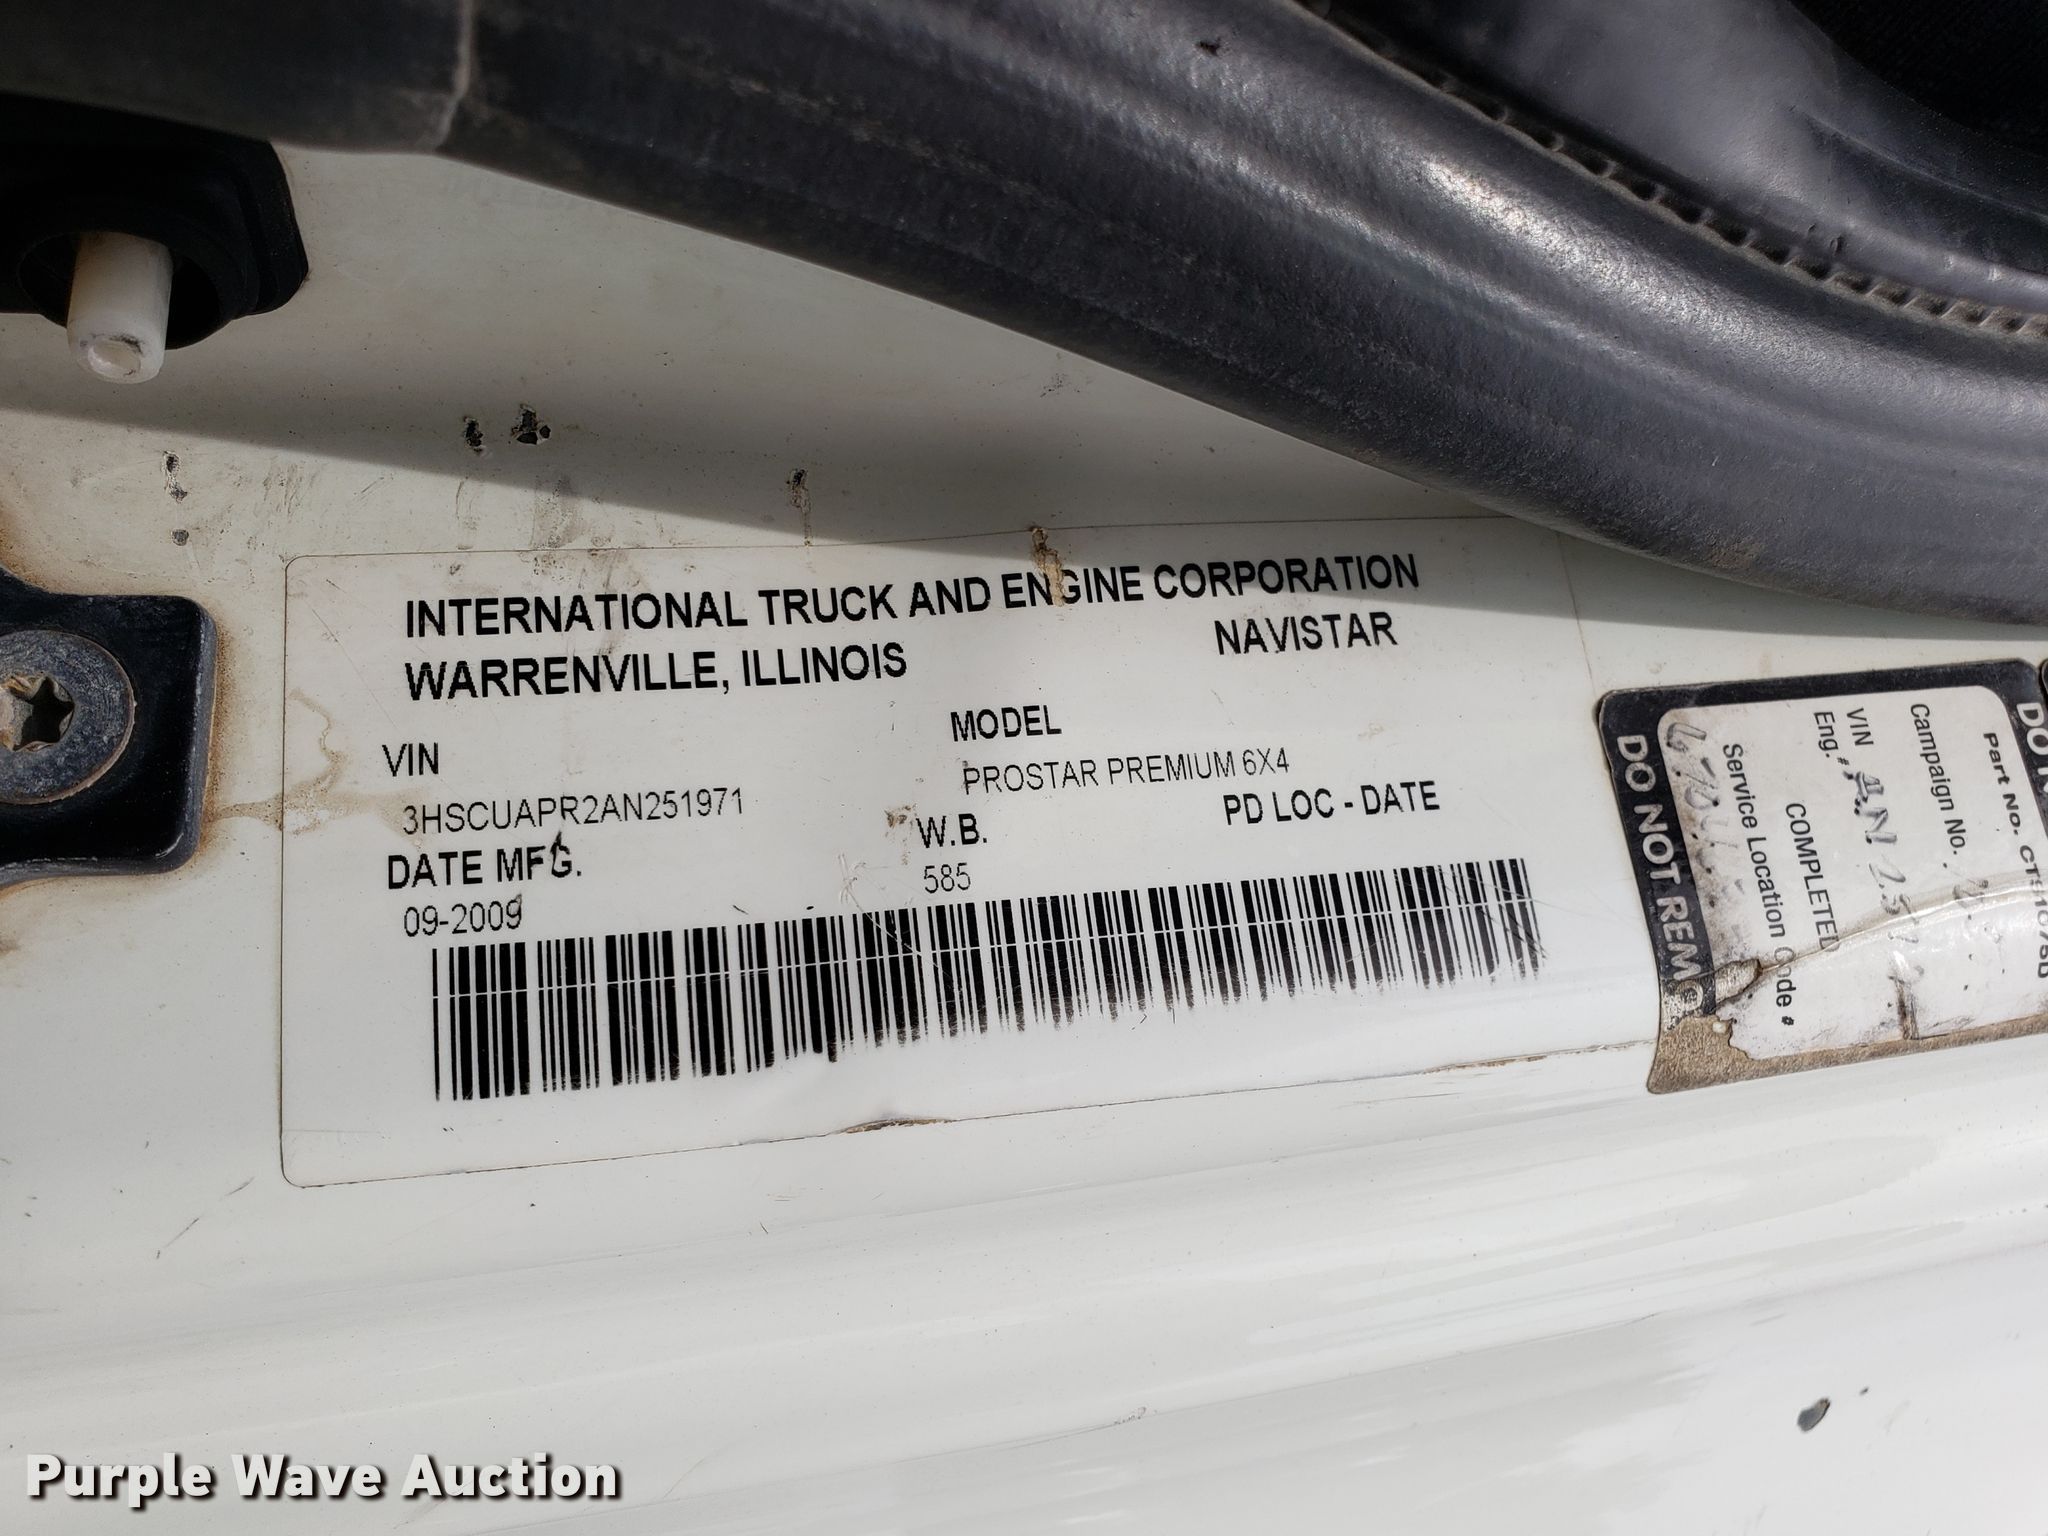 INTERNATIONAL TRUCK AND ENGINE CORPORATION
WARRENVILLE, ILLINOIS
NAVISTAR
VIN
MODEL
3HSCUAPR2AN251971
PROSTAR PREMIUM 6X4
DATE MFG.
W.B.
PD LOC - DATE
09-2009
585
DO NOT REMO
Part No.
Campaign No.
VIN
Eng.#
COMPLETED
Service Location Code #
Purple Wave Auction